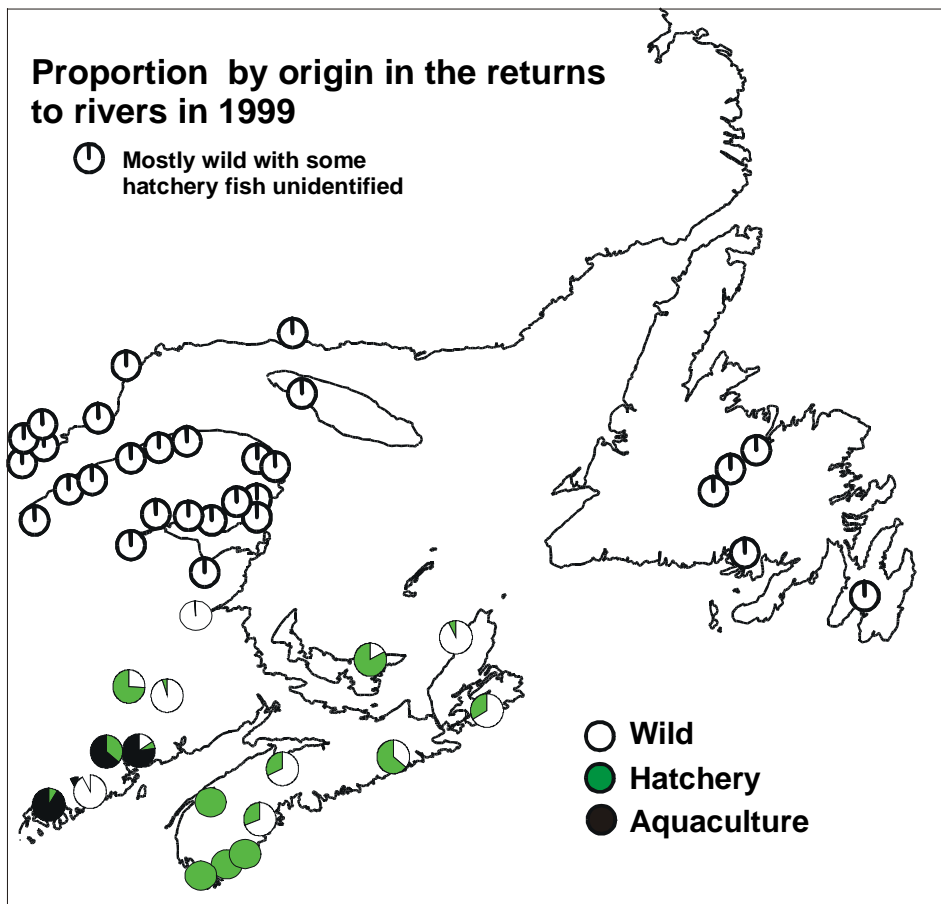 Proportion by origin in the returns
to rivers in 1999
Mostly wild with some
hatchery fish unidentified
Wild
Hatchery
Aquaculture